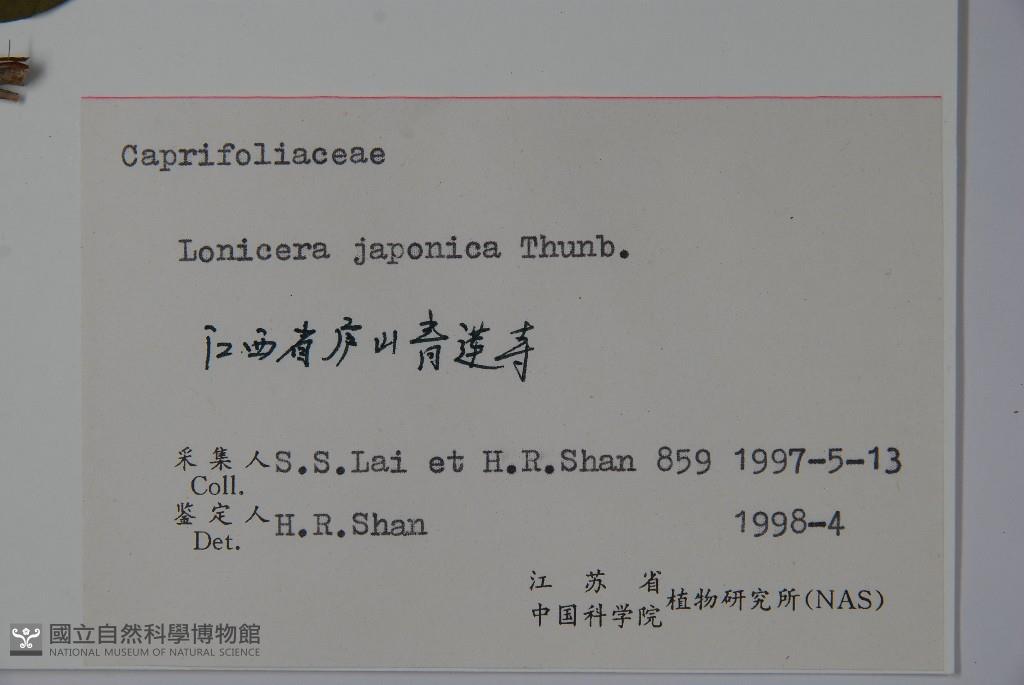 Caprifoliaceae
Lonicera japonica Thunb.
江西省庐山青莲寺
采集人 S.S.Lai et H.R.Shan 859 1997-5-13
Coll.
鉴定人 H.R.Shan 1998-4
Det.
江苏省
中国科学院 植物研究所(NAS)
國立自然科學博物館
NATIONAL MUSEUM OF NATURAL SCIENCE